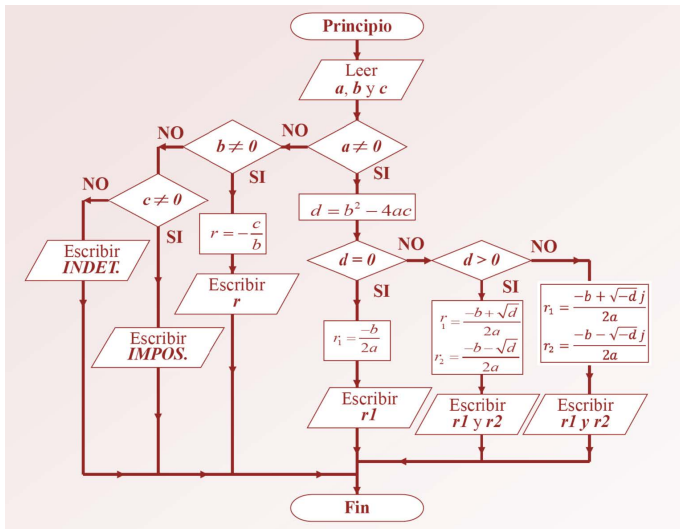 Principio
Leer
a, b y c
NO
NO
b ≠ 0
a ≠ 0
NO
SI
SI
c ≠ 0
SI
r = -c/b
d = b² - 4ac
Escribir
INDET.
NO
NO
d = 0
d > 0
Escribir
r
SI
SI
Escribir
IMPOS.
r₁ = -b/2a
r₁ = (-b + √d)/2a
r₂ = (-b - √d)/2a
r₁ = (-b + √-d j)/2a
r₂ = (-b - √-d j)/2a
Escribir
r1
Escribir
r1 y r2
Escribir
r1 y r2
Fin